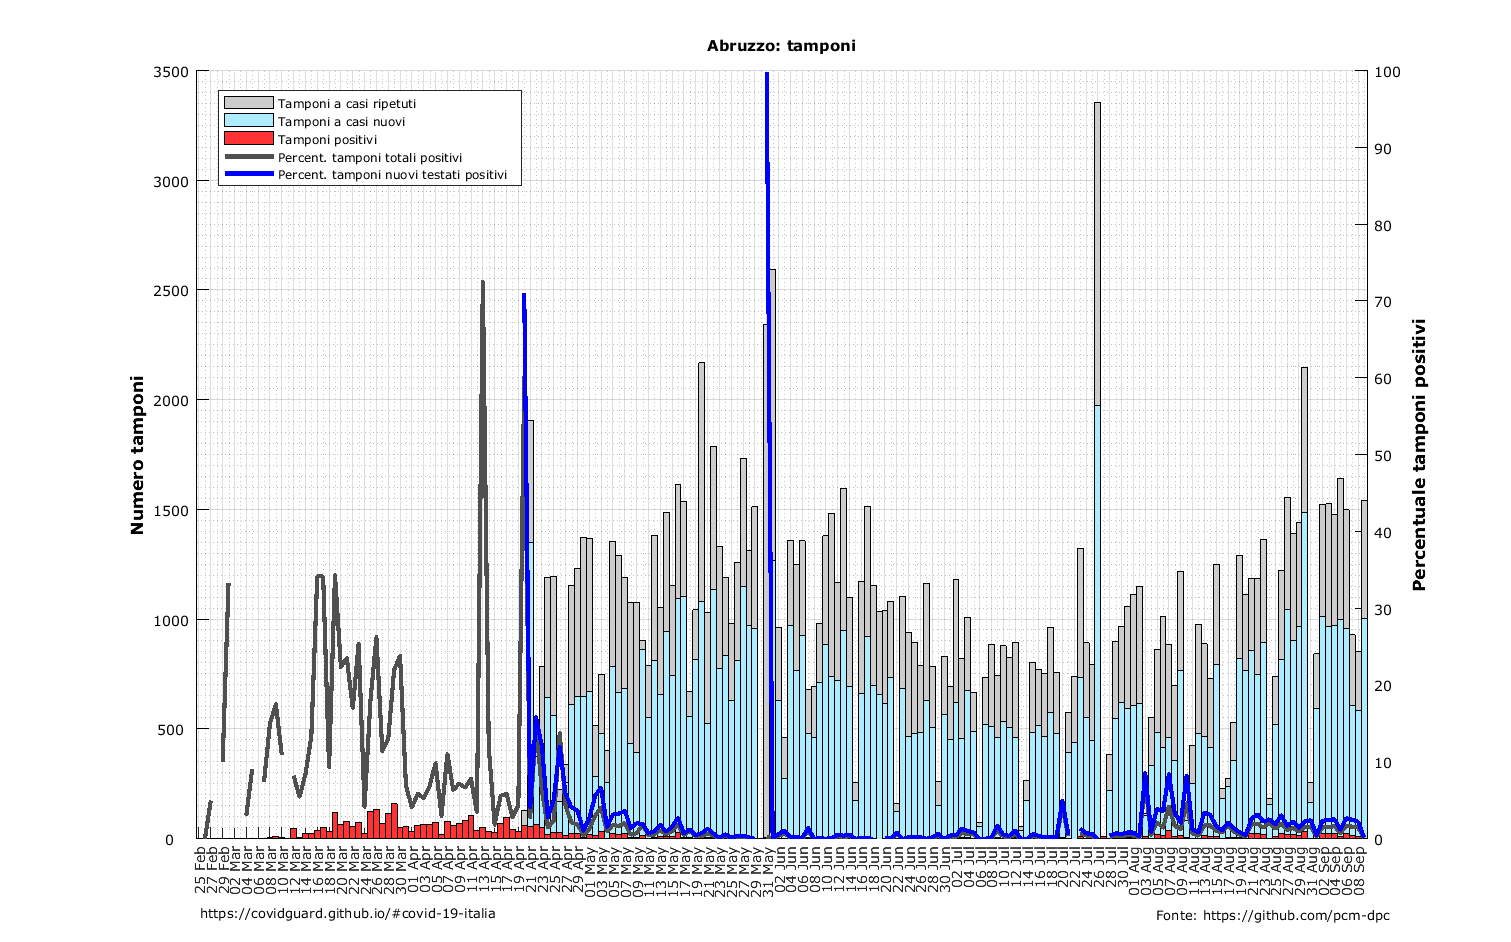 Abruzzo: tamponi
3500
3000
2500
2000
1500
1000
500
0
Numero tamponi
Tamponi a casi ripetuti
Tamponi a casi nuovi
Tamponi positivi
Percent. tamponi totali positivi
Percent. tamponi nuovi testati positivi
100
90
80
70
60
50
40
30
20
10
0
Percentuale tamponi positivi
25 Feb
27 Feb
29 Feb
02 Mar
04 Mar
06 Mar
08 Mar
10 Mar
12 Mar
14 Mar
16 Mar
18 Mar
20 Mar
22 Mar
24 Mar
26 Mar
28 Mar
30 Mar
01 Apr
03 Apr
05 Apr
07 Apr
09 Apr
11 Apr
13 Apr
15 Apr
17 Apr
19 Apr
21 Apr
23 Apr
25 Apr
27 Apr
29 Apr
01 May
03 May
05 May
07 May
09 May
11 May
13 May
15 May
17 May
19 May
21 May
23 May
25 May
27 May
29 May
31 May
02 Jun
04 Jun
06 Jun
08 Jun
10 Jun
12 Jun
14 Jun
16 Jun
18 Jun
20 Jun
22 Jun
24 Jun
26 Jun
28 Jun
30 Jun
02 Jul
04 Jul
06 Jul
08 Jul
10 Jul
12 Jul
14 Jul
16 Jul
18 Jul
20 Jul
22 Jul
24 Jul
26 Jul
28 Jul
30 Jul
01 Aug
03 Aug
05 Aug
07 Aug
09 Aug
11 Aug
13 Aug
15 Aug
17 Aug
19 Aug
21 Aug
23 Aug
25 Aug
27 Aug
29 Aug
31 Aug
02 Sep
04 Sep
06 Sep
08 Sep
https://covidguard.github.io/#covid-19-italia
Fonte: https://github.com/pcm-dpc